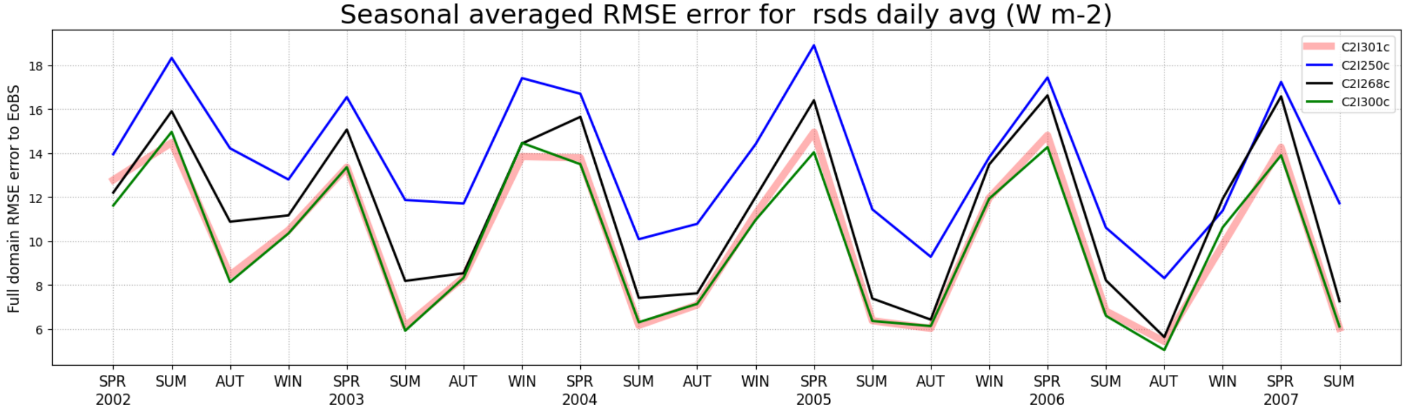 Seasonal averaged RMSE error for  rsds daily avg (W m-2)
Full domain RMSE error to EoBS
18
16
14
12
10
8
6
C2I301c
C2I250c
C2I268c
C2I300c
SPR SUM AUT WIN SPR SUM AUT WIN SPR SUM AUT WIN SPR SUM AUT WIN SPR SUM AUT WIN SPR SUM
2002 2003 2004 2005 2006 2007